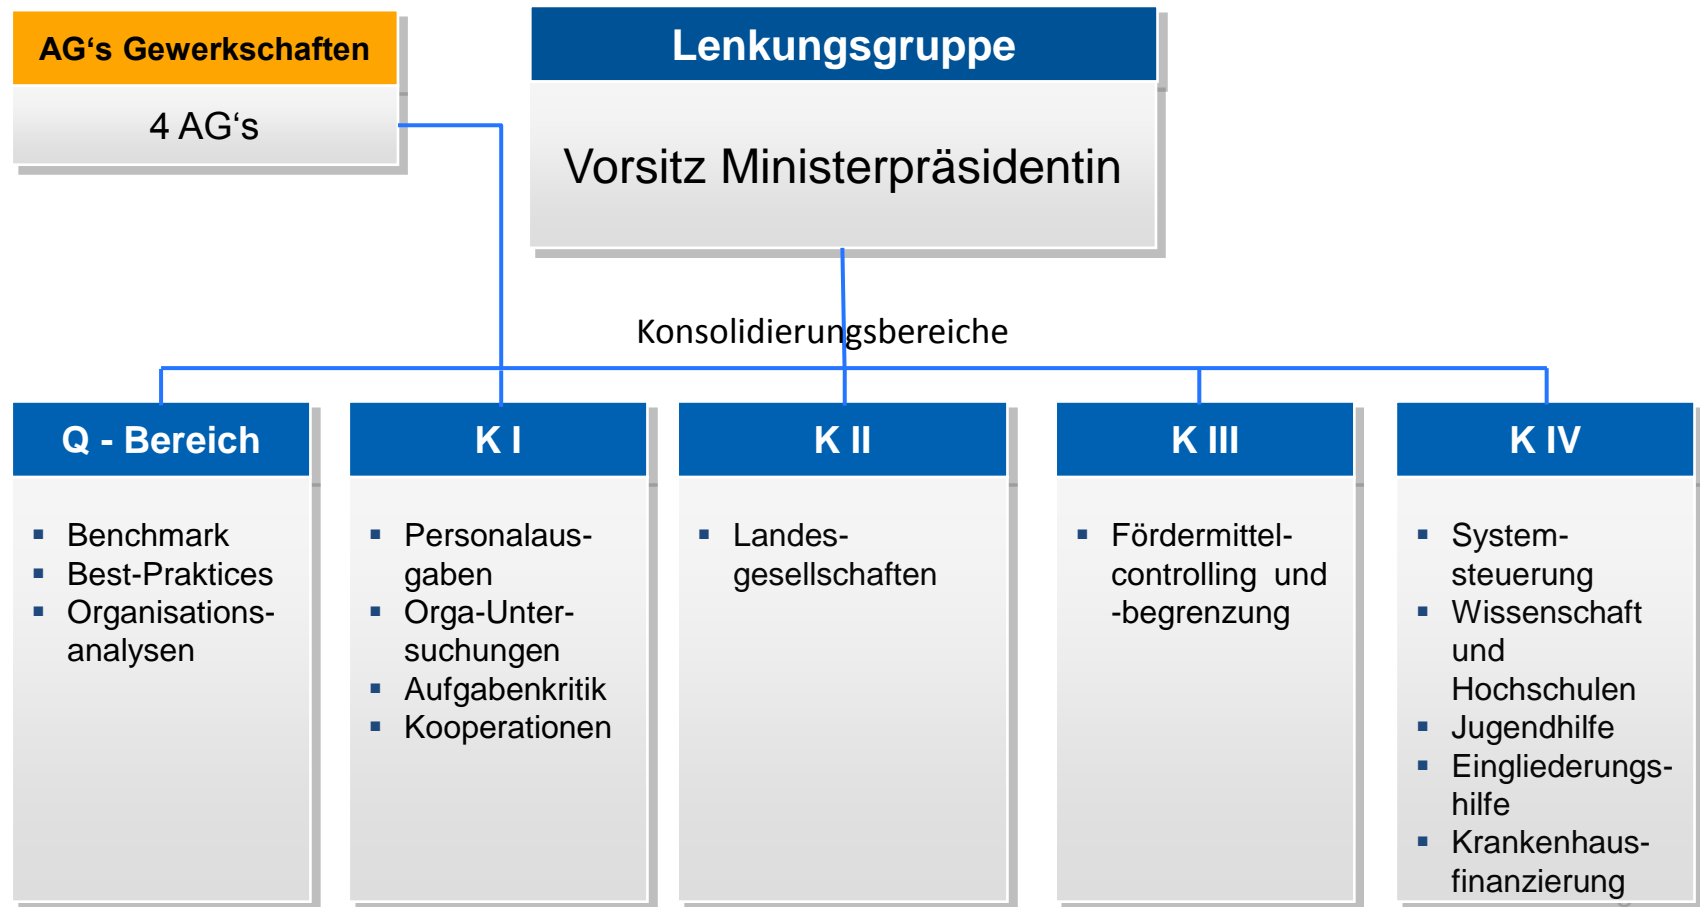 AG‘s Gewerkschaften
4 AG‘s
Lenkungsgruppe
Vorsitz Ministerpräsidentin
Konsolidierungsbereiche
Q - Bereich
Benchmark
Best-Praktices
Organisations-
analysen
K I
Personalaus-
gaben
Orga-Unter-
suchungen
Aufgabenkritik
Kooperationen
K II
Landes-
gesellschaften
K III
Fördermittel-
controlling und
-begrenzung
K IV
System-
steuerung
Wissenschaft
und
Hochschulen
Jugendhilfe
Eingliederungs-
hilfe
Krankenhaus-
finanzierung